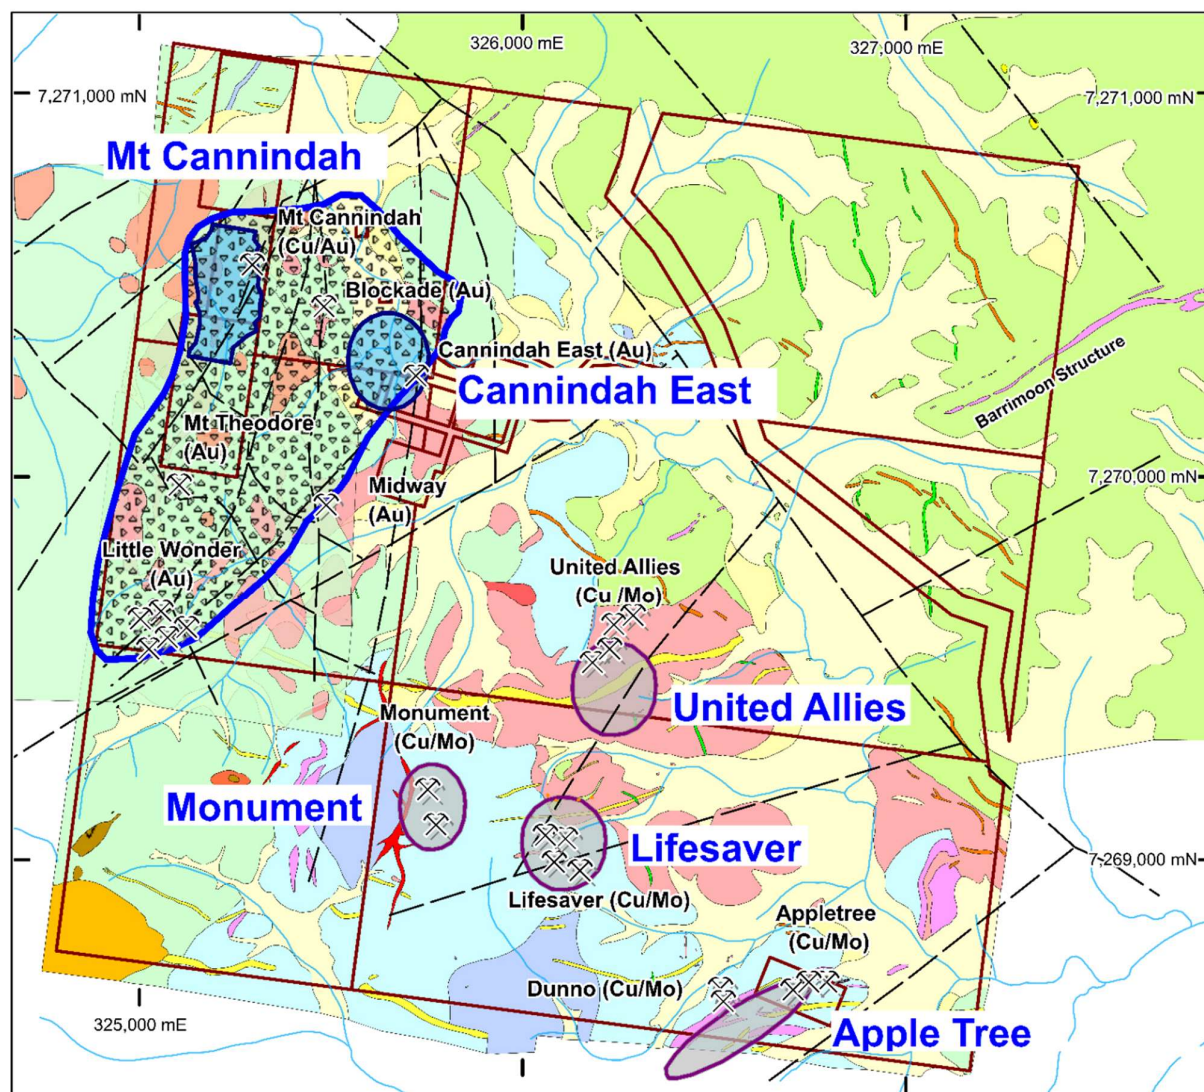 326,000 mE
327,000 mE
7,271,000 mN
7,271,000 mN
Mt Cannindah
Mt Cannindah
(Cu/Au)
Blockade (Au)
Cannindah East (Au)
Cannindah East
Barrimoon Structure
Mt Theodore
(Au)
Midway
(Au)
7,270,000 mN
Little Wonder
(Au)
United Allies
(Cu /Mo)
United Allies
Monument
(Cu/Mo)
Monument
Lifesaver
7,269,000 mN
Lifesaver (Cu/Mo)
Appletree
(Cu/Mo)
Dunno (Cu/Mo)
325,000 mE
Apple Tree